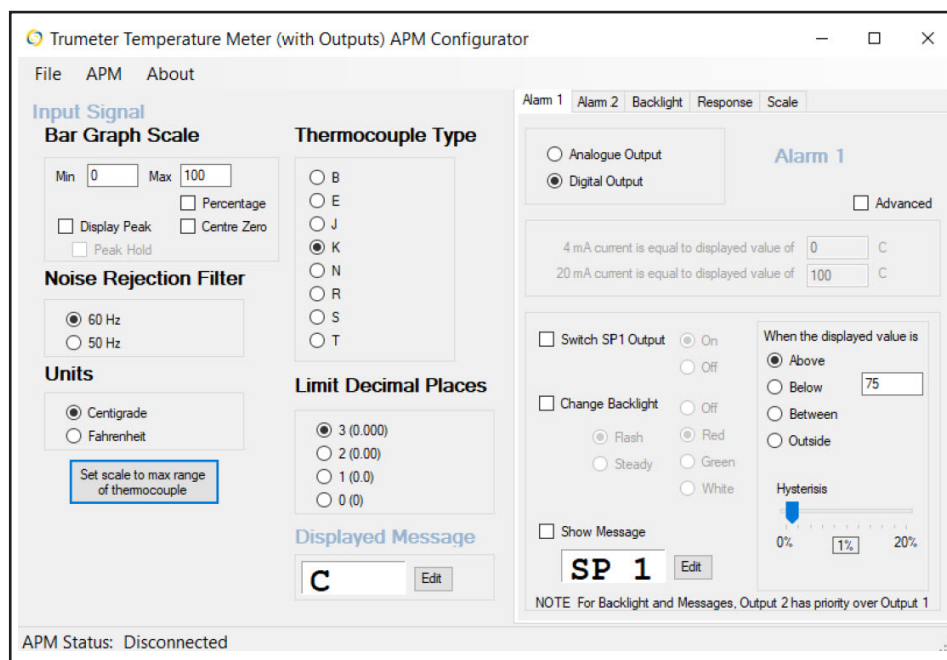 Trumeter Temperature Meter (with Outputs) APM Configurator
File APM About
Input Signal
Bar Graph Scale
Min 0 Max 100
Percentage
Display Peak Centre Zero
Peak Hold
Noise Rejection Filter
60 Hz
50 Hz
Units
Centigrade
Fahrenheit
Set scale to max range
of thermocouple
Thermocouple Type
B
E
J
K
N
R
S
T
Limit Decimal Places
3 (0.000)
2 (0.00)
1 (0.0)
0 (0)
Displayed Message
C Edit
Alarm 1 Alarm 2 Backlight Response Scale
Analogue Output
Digital Output
Alarm 1
Advanced
4 mA current is equal to displayed value of 0 C
20 mA current is equal to displayed value of 100 C
Switch SP1 Output On
Off
Change Backlight Off
Flash Red
Steady Green
White
Show Message
SP 1 Edit
When the displayed value is
Above
Below 75
Between
Outside
Hysterisis
0% 1% 20%
NOTE For Backlight and Messages, Output 2 has priority over Output 1
APM Status: Disconnected